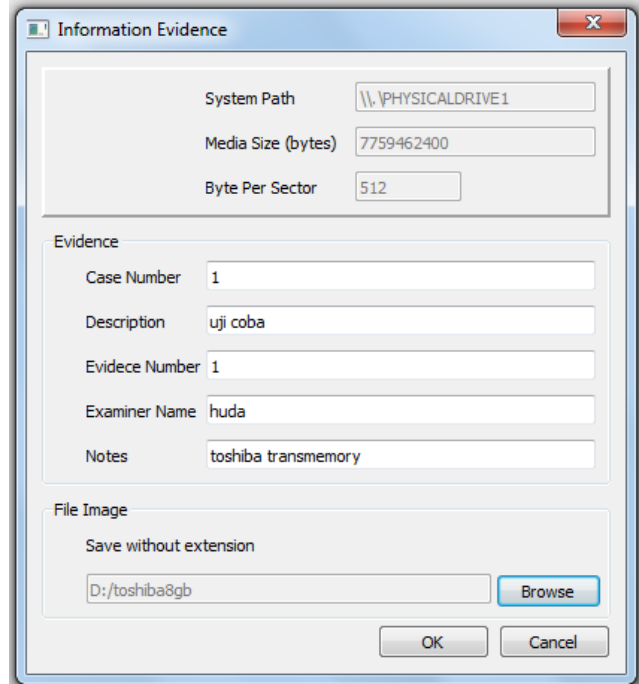 Information Evidence
System Path \\.\PHYSICALDRIVE1
Media Size (bytes) 7759462400
Byte Per Sector 512
Evidence
Case Number 1
Description uji coba
Evidece Number 1
Examiner Name huda
Notes toshiba transmemory
File Image
Save without extension
D:/toshiba8gb Browse
OK Cancel